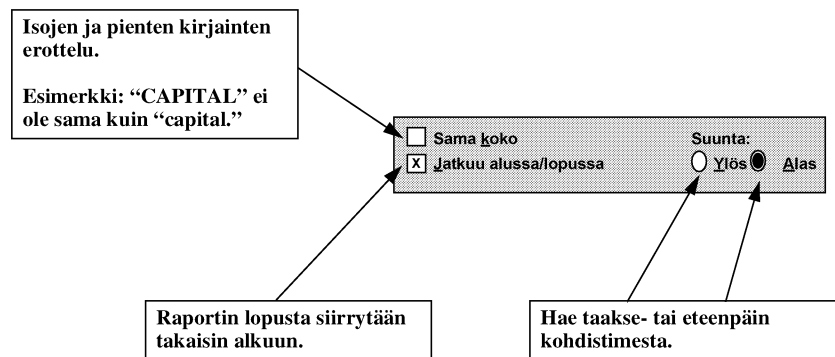 Isojen ja pienten kirjainten
erottelu.
Esimerkki: “CAPITAL” ei
ole sama kuin “capital.”
Sama koko
Suunta:
X Jatkuu alussa/lopussa
Ylös
Alas
Raportin lopusta siirrytään
takaisin alkuun.
Hae taakse- tai eteenpäin
kohdistimesta.